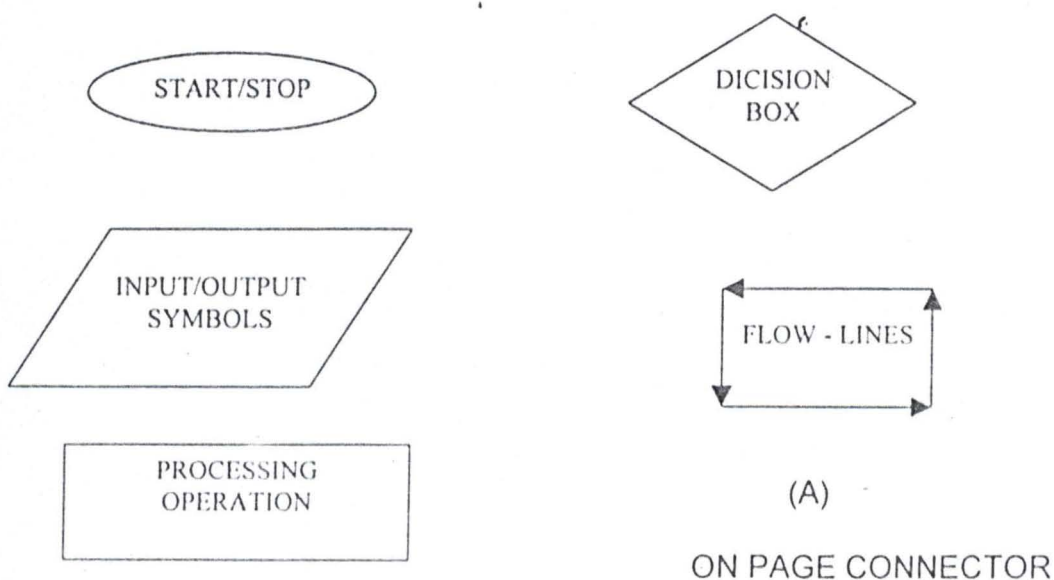 START/STOP
DICISION
BOX
INPUT/OUTPUT
SYMBOLS
FLOW - LINES
PROCESSING
OPERATION
(A)
ON PAGE CONNECTOR